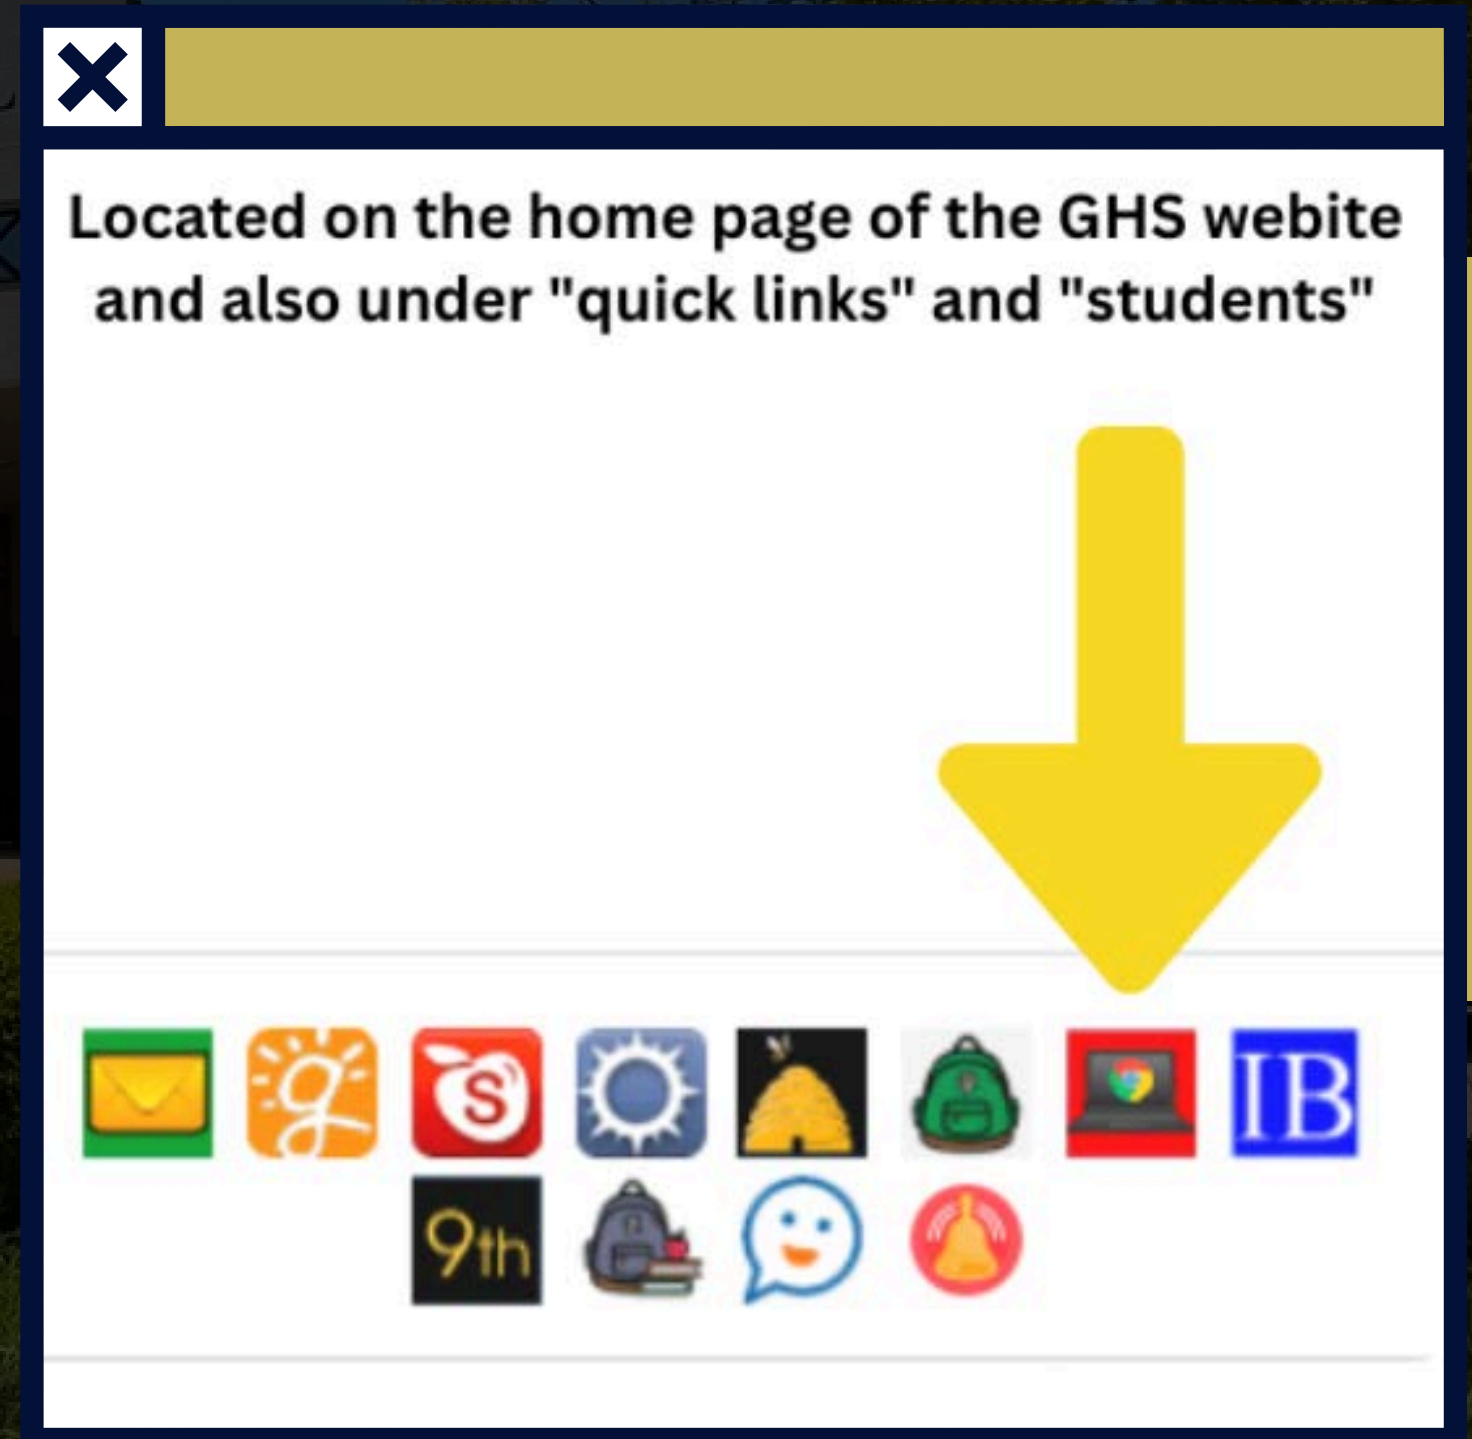 Located on the home page of the GHS webite
and also under "quick links" and "students"
g
S
IB
9th